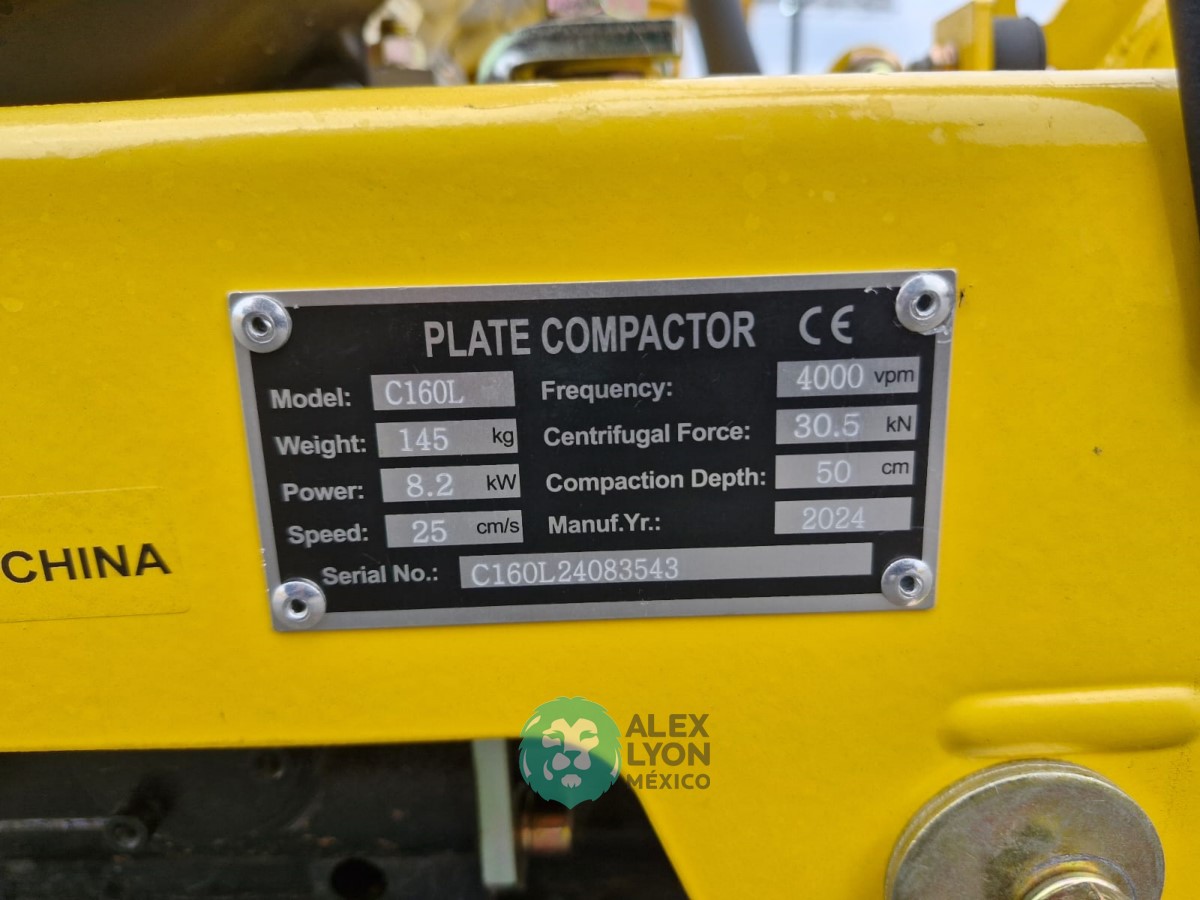 PLATE COMPACTOR CE
Model: C160L Frequency: 4000 vpm
Weight: 145 kg Centrifugal Force: 30.5 kN
Power: 8.2 kW Compaction Depth: 50 cm
Speed: 25 cm/s Manuf.Yr.: 2024
Serial No.: C160L24083543
CHINA
ALEX
LYON
MÉXICO